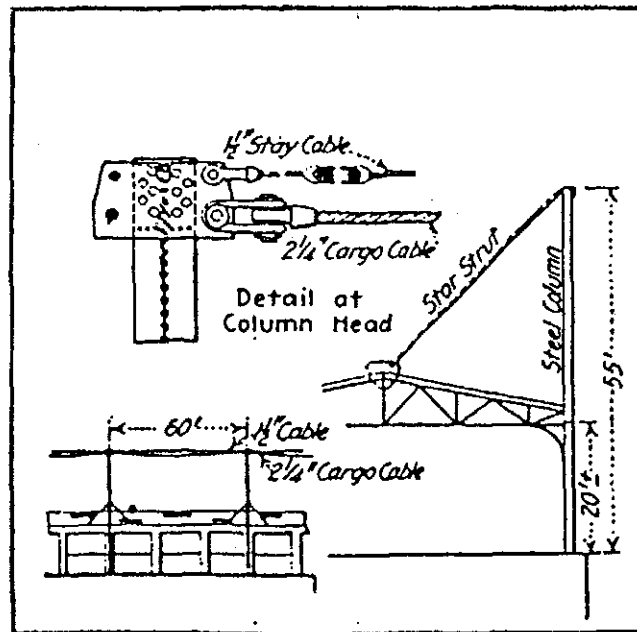 1½" Stay Cable
2¼" Cargo Cable
Detail at
Column Head
Star Strut
Steel Column
55'
60'
1½" Cable
2¼" Cargo Cable
20'±